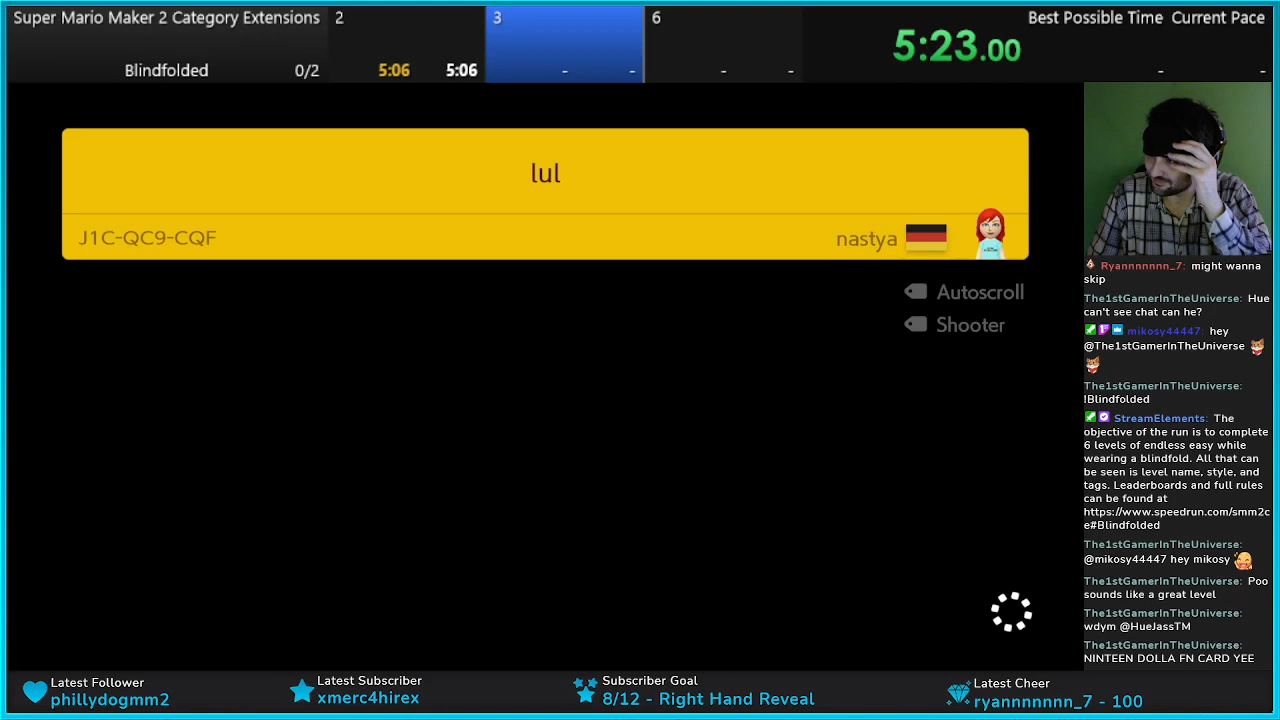 Super Mario Maker 2 Category Extensions
Blindfolded 0/2
2
5:06 5:06
3
- -
6
- -
5:23.00
Best Possible Time Current Pace
- -
lul
J1C-QC9-CQF
nastya
Autoscroll
Shooter
Ryannnnnnn_7: might wanna
skip
The1stGamerInTheUniverse: Hue
can't see chat can he?
mikosy44447: hey
@The1stGamerInTheUniverse
The1stGamerInTheUniverse:
!Blindfolded
StreamElements: The
objective of the run is to complete
6 levels of endless easy while
wearing a blindfold. All that can
be seen is level name, style, and
tags. Leaderboards and full rules
can be found at
https://www.speedrun.com/smm2c
e#Blindfolded
The1stGamerInTheUniverse:
@mikosy44447 hey mikosy
The1stGamerInTheUniverse: Poo
sounds like a great level
The1stGamerInTheUniverse:
wdym @HueJassTM
The1stGamerInTheUniverse:
NINTEEN DOLLA FN CARD YEE
Latest Follower
phillydogmm2
Latest Subscriber
xmerc4hirex
Subscriber Goal
8/12 - Right Hand Reveal
Latest Cheer
ryannnnnnn_7 - 100